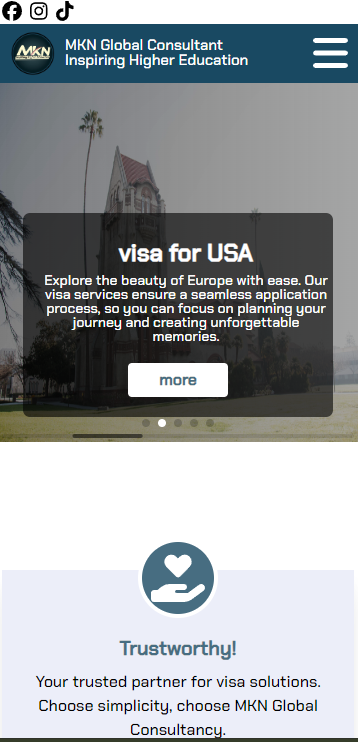 MKN
MKN Global Consultant
Inspiring Higher Education
visa for USA
Explore the beauty of Europe with ease. Our
visa services ensure a seamless application
process, so you can focus on planning your
journey and creating unforgettable
memories.
more
Trustworthy!
Your trusted partner for visa solutions.
Choose simplicity, choose MKN Global
Consultancy.